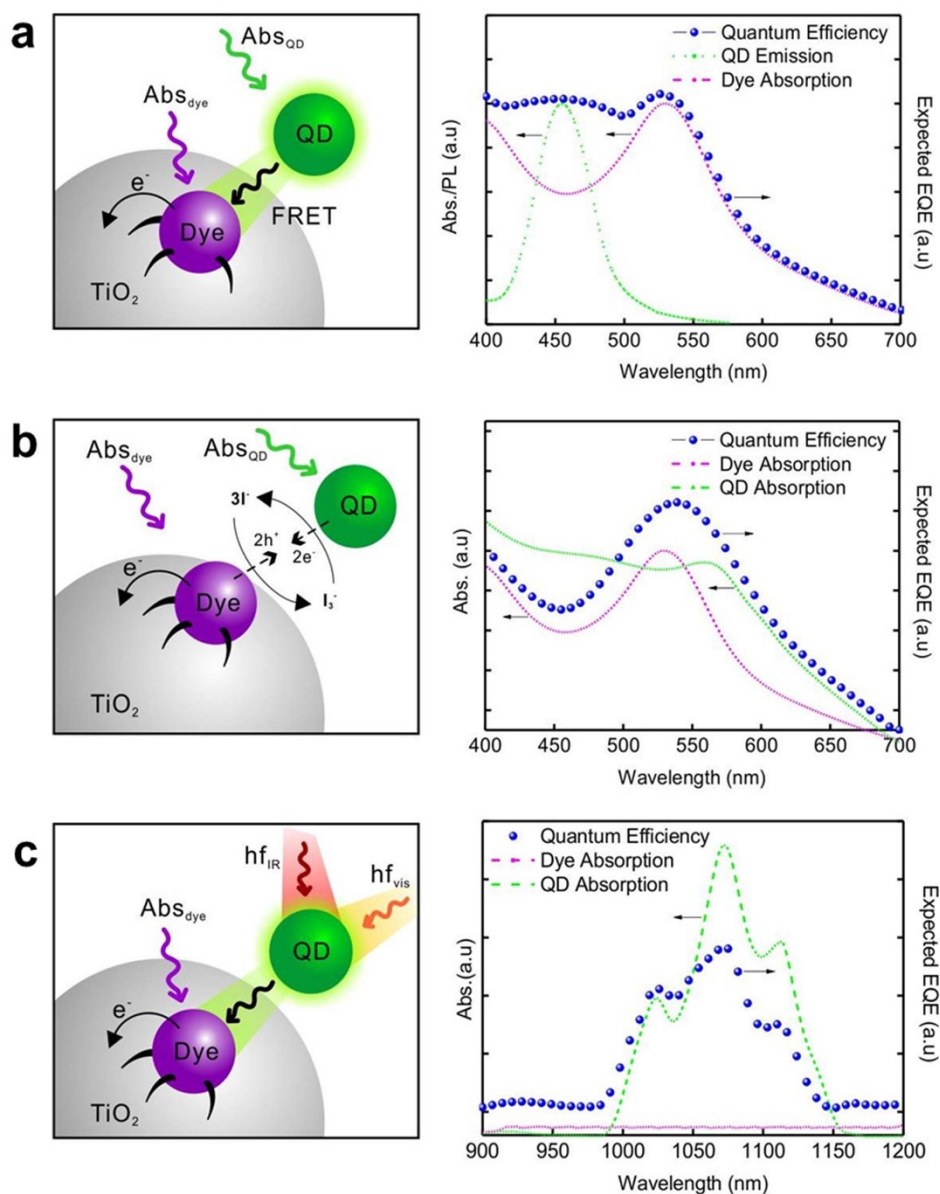 a
Abs_QD
Abs_dye
QD
e⁻
FRET
Dye
TiO₂
Quantum Efficiency
QD Emission
Dye Absorption
Abs./PL (a.u)
Expected EQE (a.u)
400 450 500 550 600 650 700
Wavelength (nm)
b
Abs_dye
Abs_QD
QD
3I⁻
2h⁺
2e⁻
I₃⁻
e⁻
Dye
TiO₂
Quantum Efficiency
Dye Absorption
QD Absorption
Abs. (a.u)
Expected EQE (a.u)
400 450 500 550 600 650 700
Wavelength (nm)
c
hf_IR
hf_vis
Abs_dye
QD
e⁻
Dye
TiO₂
Quantum Efficiency
Dye Absorption
QD Absorption
Abs.(a.u)
Expected EQE (a.u)
900 950 1000 1050 1100 1150 1200
Wavelength (nm)